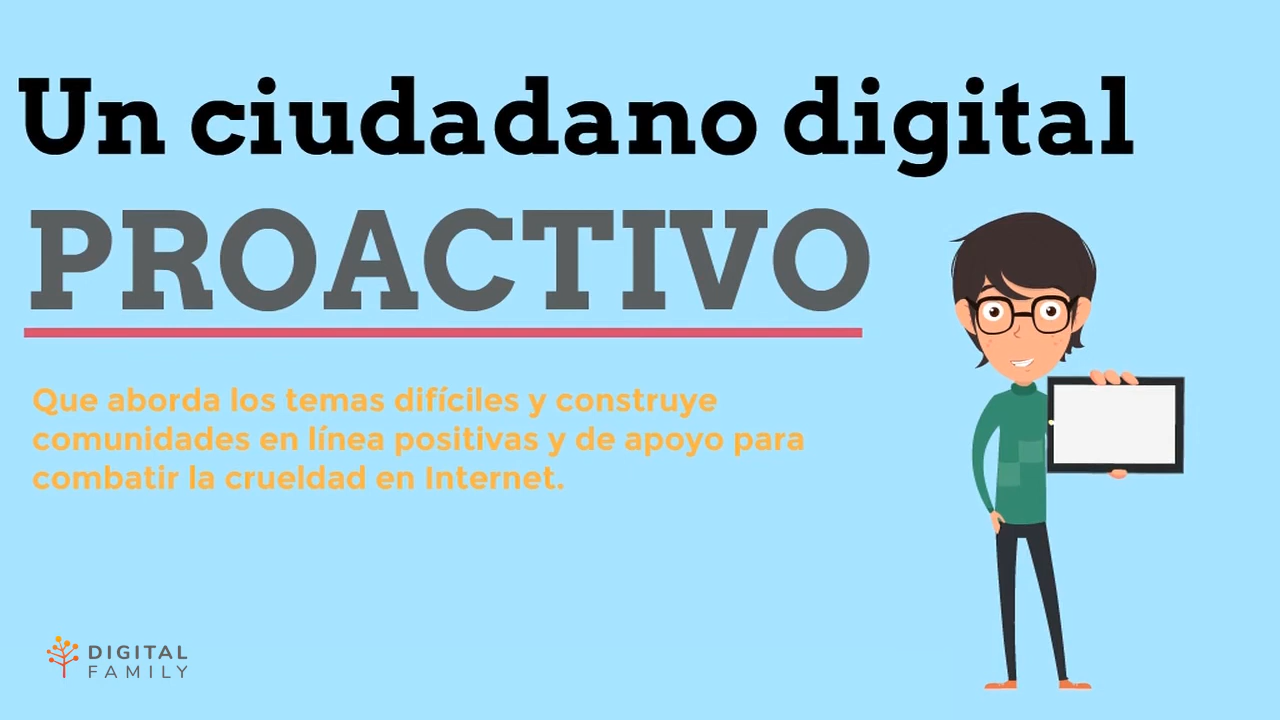 Un ciudadano digital
PROACTIVO
Que aborda los temas difíciles y construye
comunidades en línea positivas y de apoyo para
combatir la crueldad en Internet.
DIGITAL
FAMILY